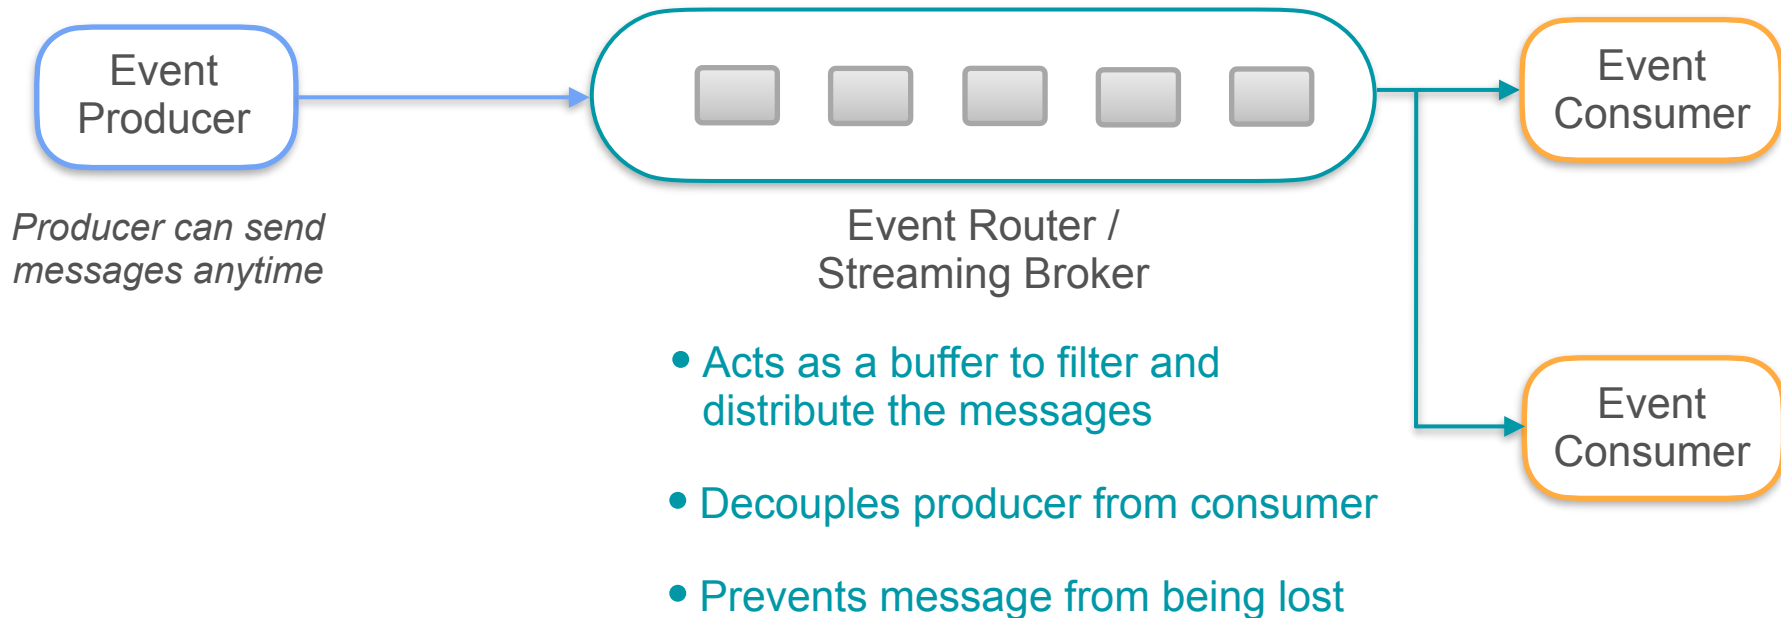 Event
Producer
Producer can send
messages anytime
Event Router /
Streaming Broker
• Acts as a buffer to filter and
distribute the messages
• Decouples producer from consumer
• Prevents message from being lost
Event
Consumer
Event
Consumer